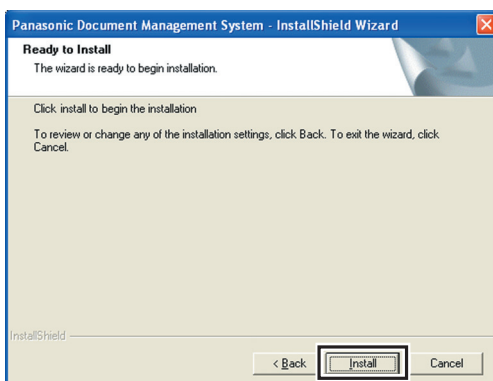 Panasonic Document Management System - InstallShield Wizard
Ready to Install
The wizard is ready to begin installation.
Click install to begin the installation
To review or change any of the installation settings, click Back. To exit the wizard, click
Cancel.
InstallShield
< Back Install Cancel